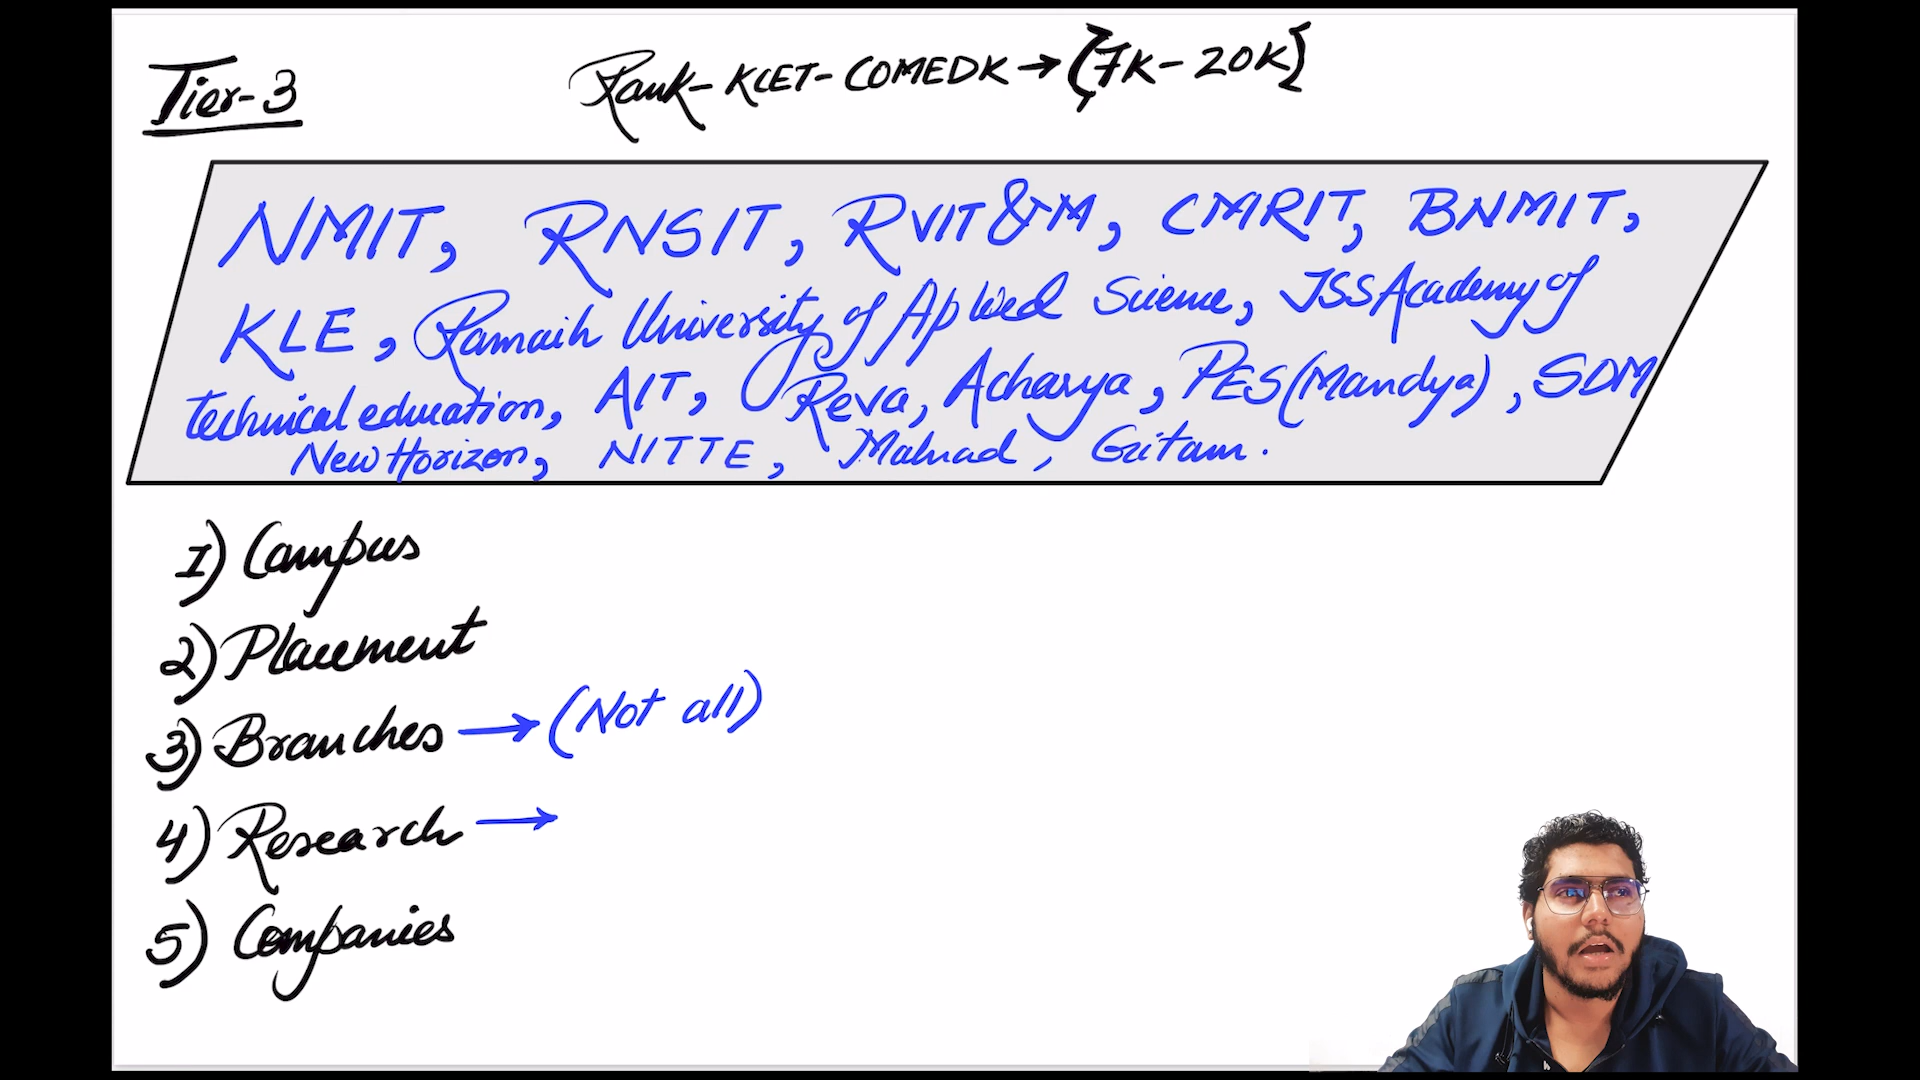 Tier-3
Rank-KCET-COMEDK→[7K-20K]
NMIT, RNSIT, RVIT&M, CMRIT, BNMIT,
KLE, Ramaih University of Aplied Science, JSS Academy of
technical education, AIT, Reva, Acharya, PES(Mandya), SDM
New Horizon, NITTE, Malnad, Gitam.
1) Campus
2) Placement
3) Branches → (Not all)
4) Research →
5) Companies